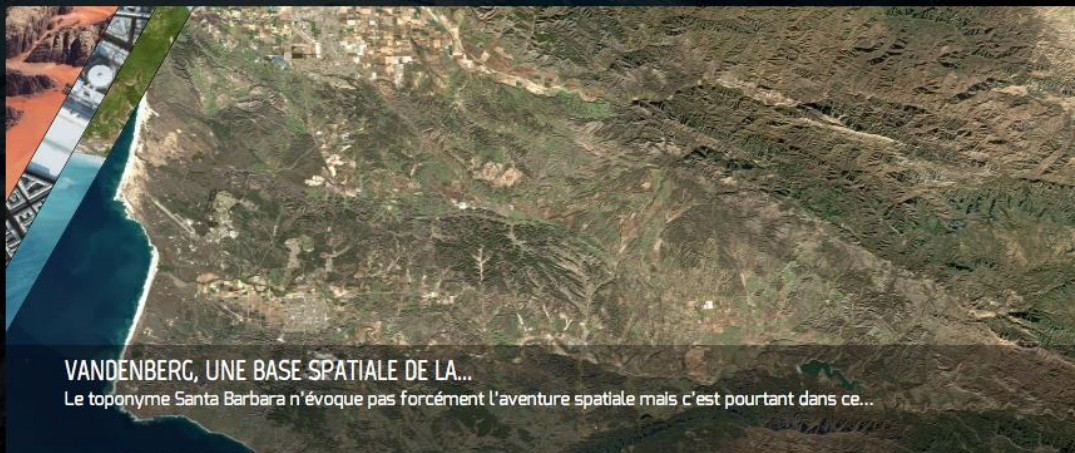 VANDENBERG, UNE BASE SPATIALE DE LA...
Le toponyme Santa Barbara n'évoque pas forcément l'aventure spatiale mais c'est pourtant dans ce...